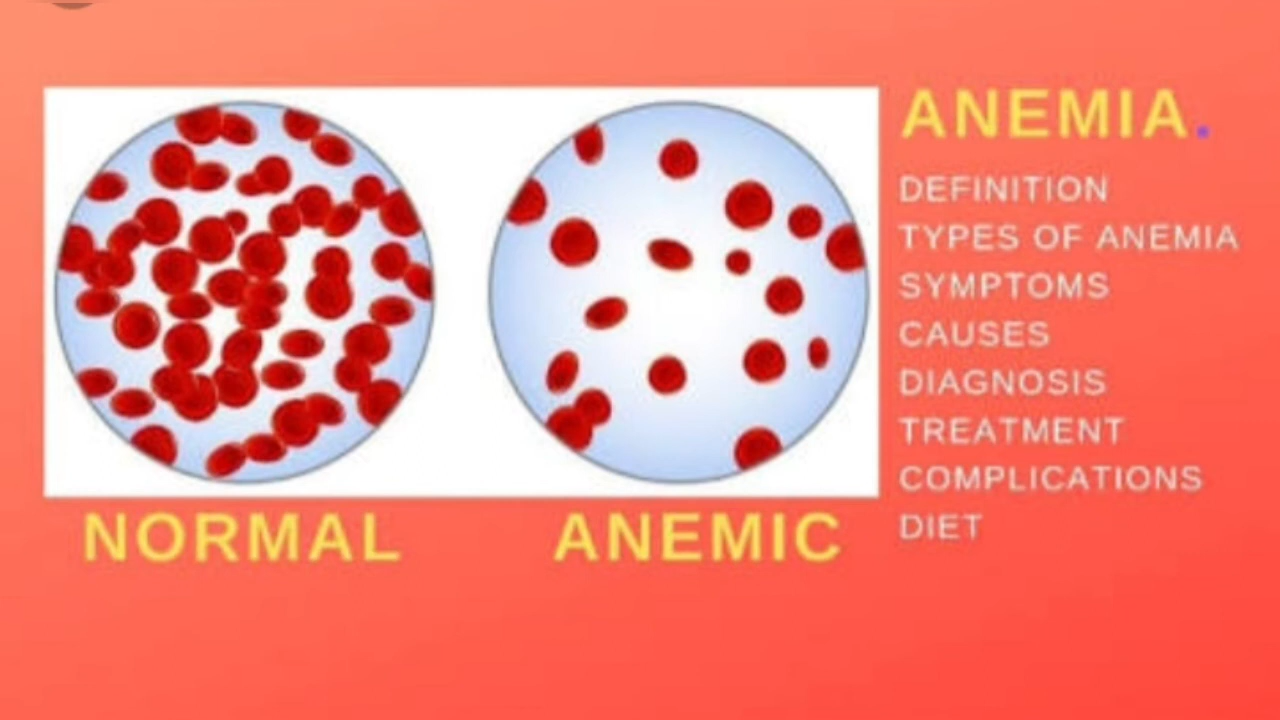 ANEMIA.
DEFINITION
TYPES OF ANEMIA
SYMPTOMS
CAUSES
DIAGNOSIS
TREATMENT
COMPLICATIONS
DIET
NORMAL
ANEMIC